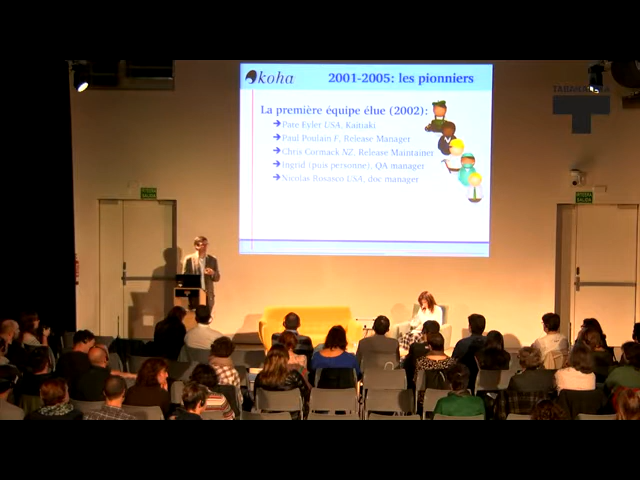 koha
2001-2005: les pionniers
La première équipe élue (2002):
➔Pate Eyler USA, Kaitiaki
➔Paul Poulain F, Release Manager
➔Chris Cormack NZ, Release Maintainer
➔Ingrid (puis personne), QA manager
➔Nicolas Rosasco USA, doc manager
TABAKALERA